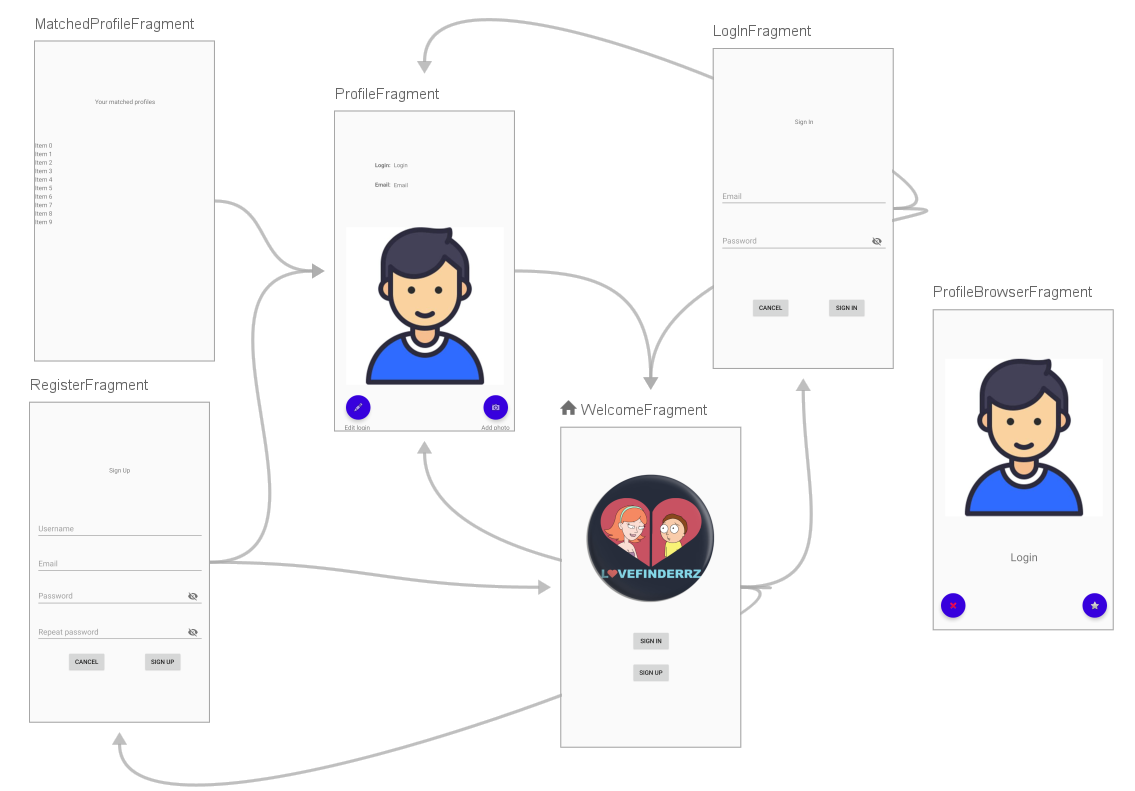 MatchedProfileFragment
Your matched profiles
Item 0
Item 1
Item 2
Item 3
Item 4
Item 5
Item 6
Item 7
Item 8
Item 9
ProfileFragment
Login: Login
Email: Email
Edit login
Add photo
LogInFragment
Sign In
Email
Password
CANCEL
SIGN IN
ProfileBrowserFragment
Login
RegisterFragment
Sign Up
Username
Email
Password
Repeat password
CANCEL
SIGN UP
WelcomeFragment
LOVEFINDERRZ
SIGN IN
SIGN UP